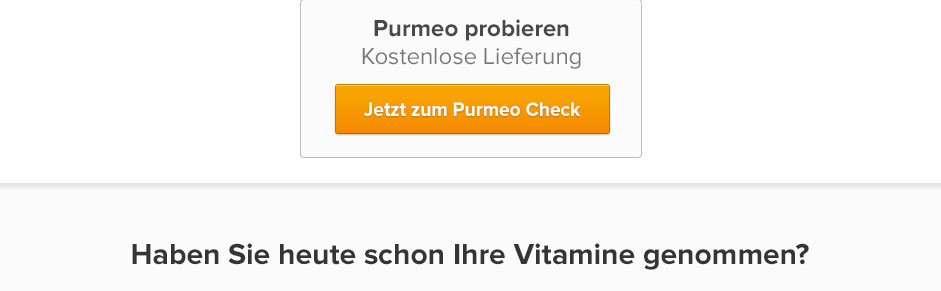 Purmeo probieren
Kostenlose Lieferung
Jetzt zum Purmeo Check
Haben Sie heute schon Ihre Vitamine genommen?